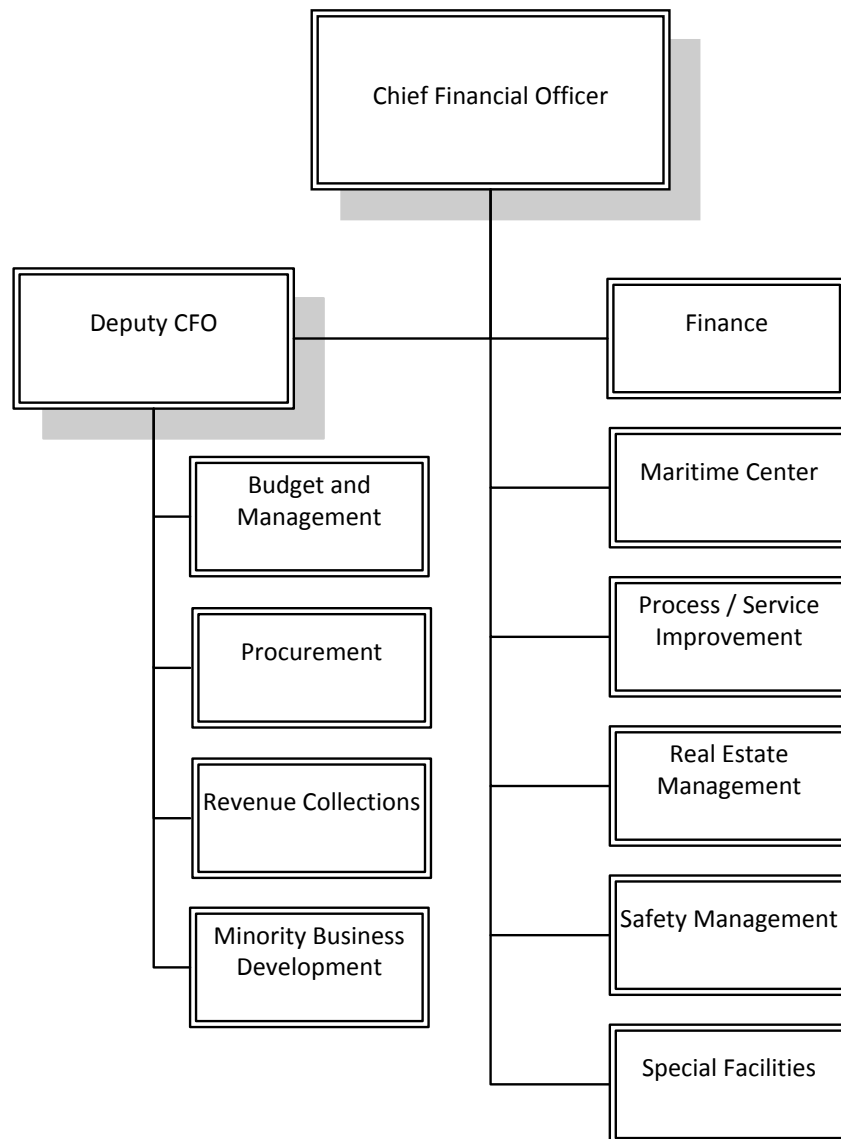 Chief Financial Officer
Deputy CFO
Finance
Budget and
Management
Maritime Center
Procurement
Process / Service
Improvement
Revenue Collections
Real Estate
Management
Minority Business
Development
Safety Management
Special Facilities